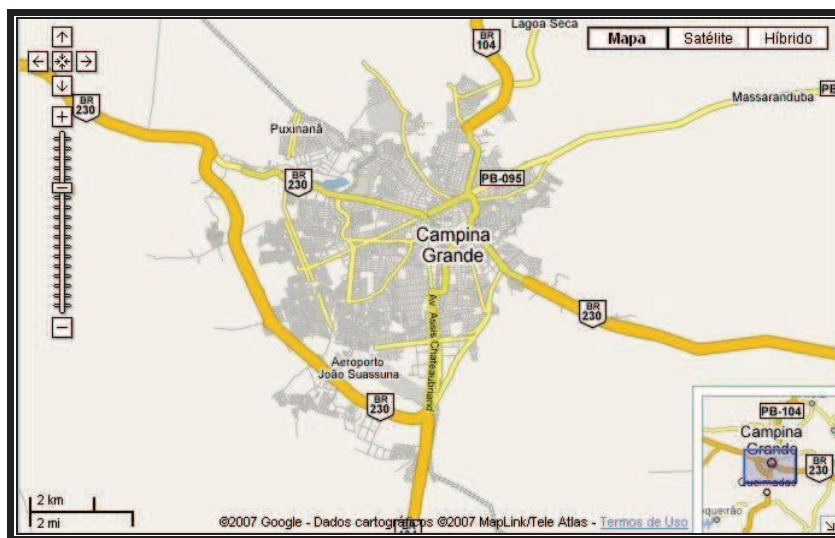 BR
104
Lagoa Seca
Mapa
Satélite
Híbrido
BR
230
PB
Massaranduba
Puxinanã
BR
230
PB-095
Campina
Grande
Av Assis Chateaubriand
BR
230
Aeroporto
João Suassuna
BR
230
PB-104
Campina
Grande
BR
230
Queimadas
oqueirão
2 km
2 mi
©2007 Google - Dados cartográficos ©2007 MapLink/Tele Atlas - Termos de Uso